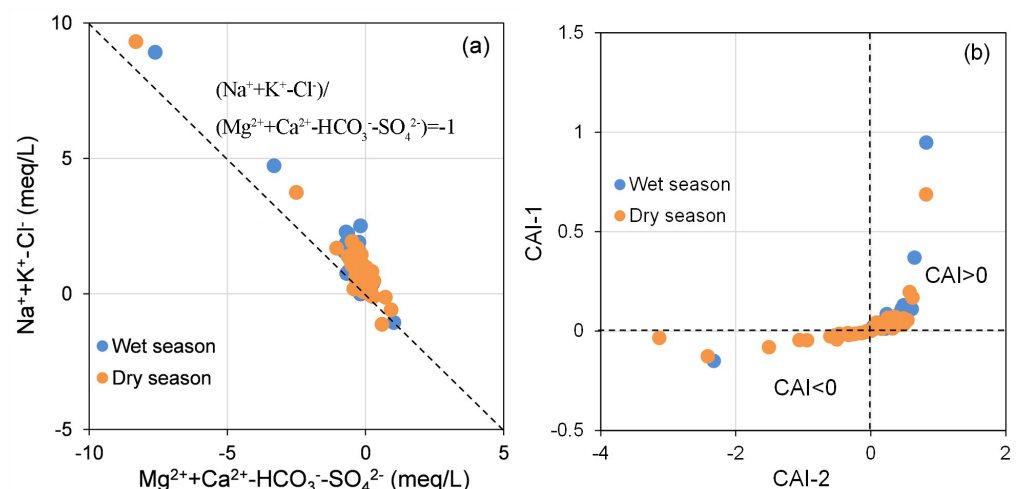 10
5
0
-5
-10
-5
0
5
Na⁺+K⁺-Cl⁻ (meq/L)
Mg²⁺+Ca²⁺-HCO₃⁻-SO₄²⁻ (meq/L)
(a)
(Na⁺+K⁺-Cl⁻)/
(Mg²⁺+Ca²⁺-HCO₃⁻-SO₄²⁻)=-1
Wet season
Dry season
1.5
1
0.5
0
-0.5
-4
-2
0
2
CAI-1
CAI-2
(b)
Wet season
Dry season
CAI>0
CAI<0